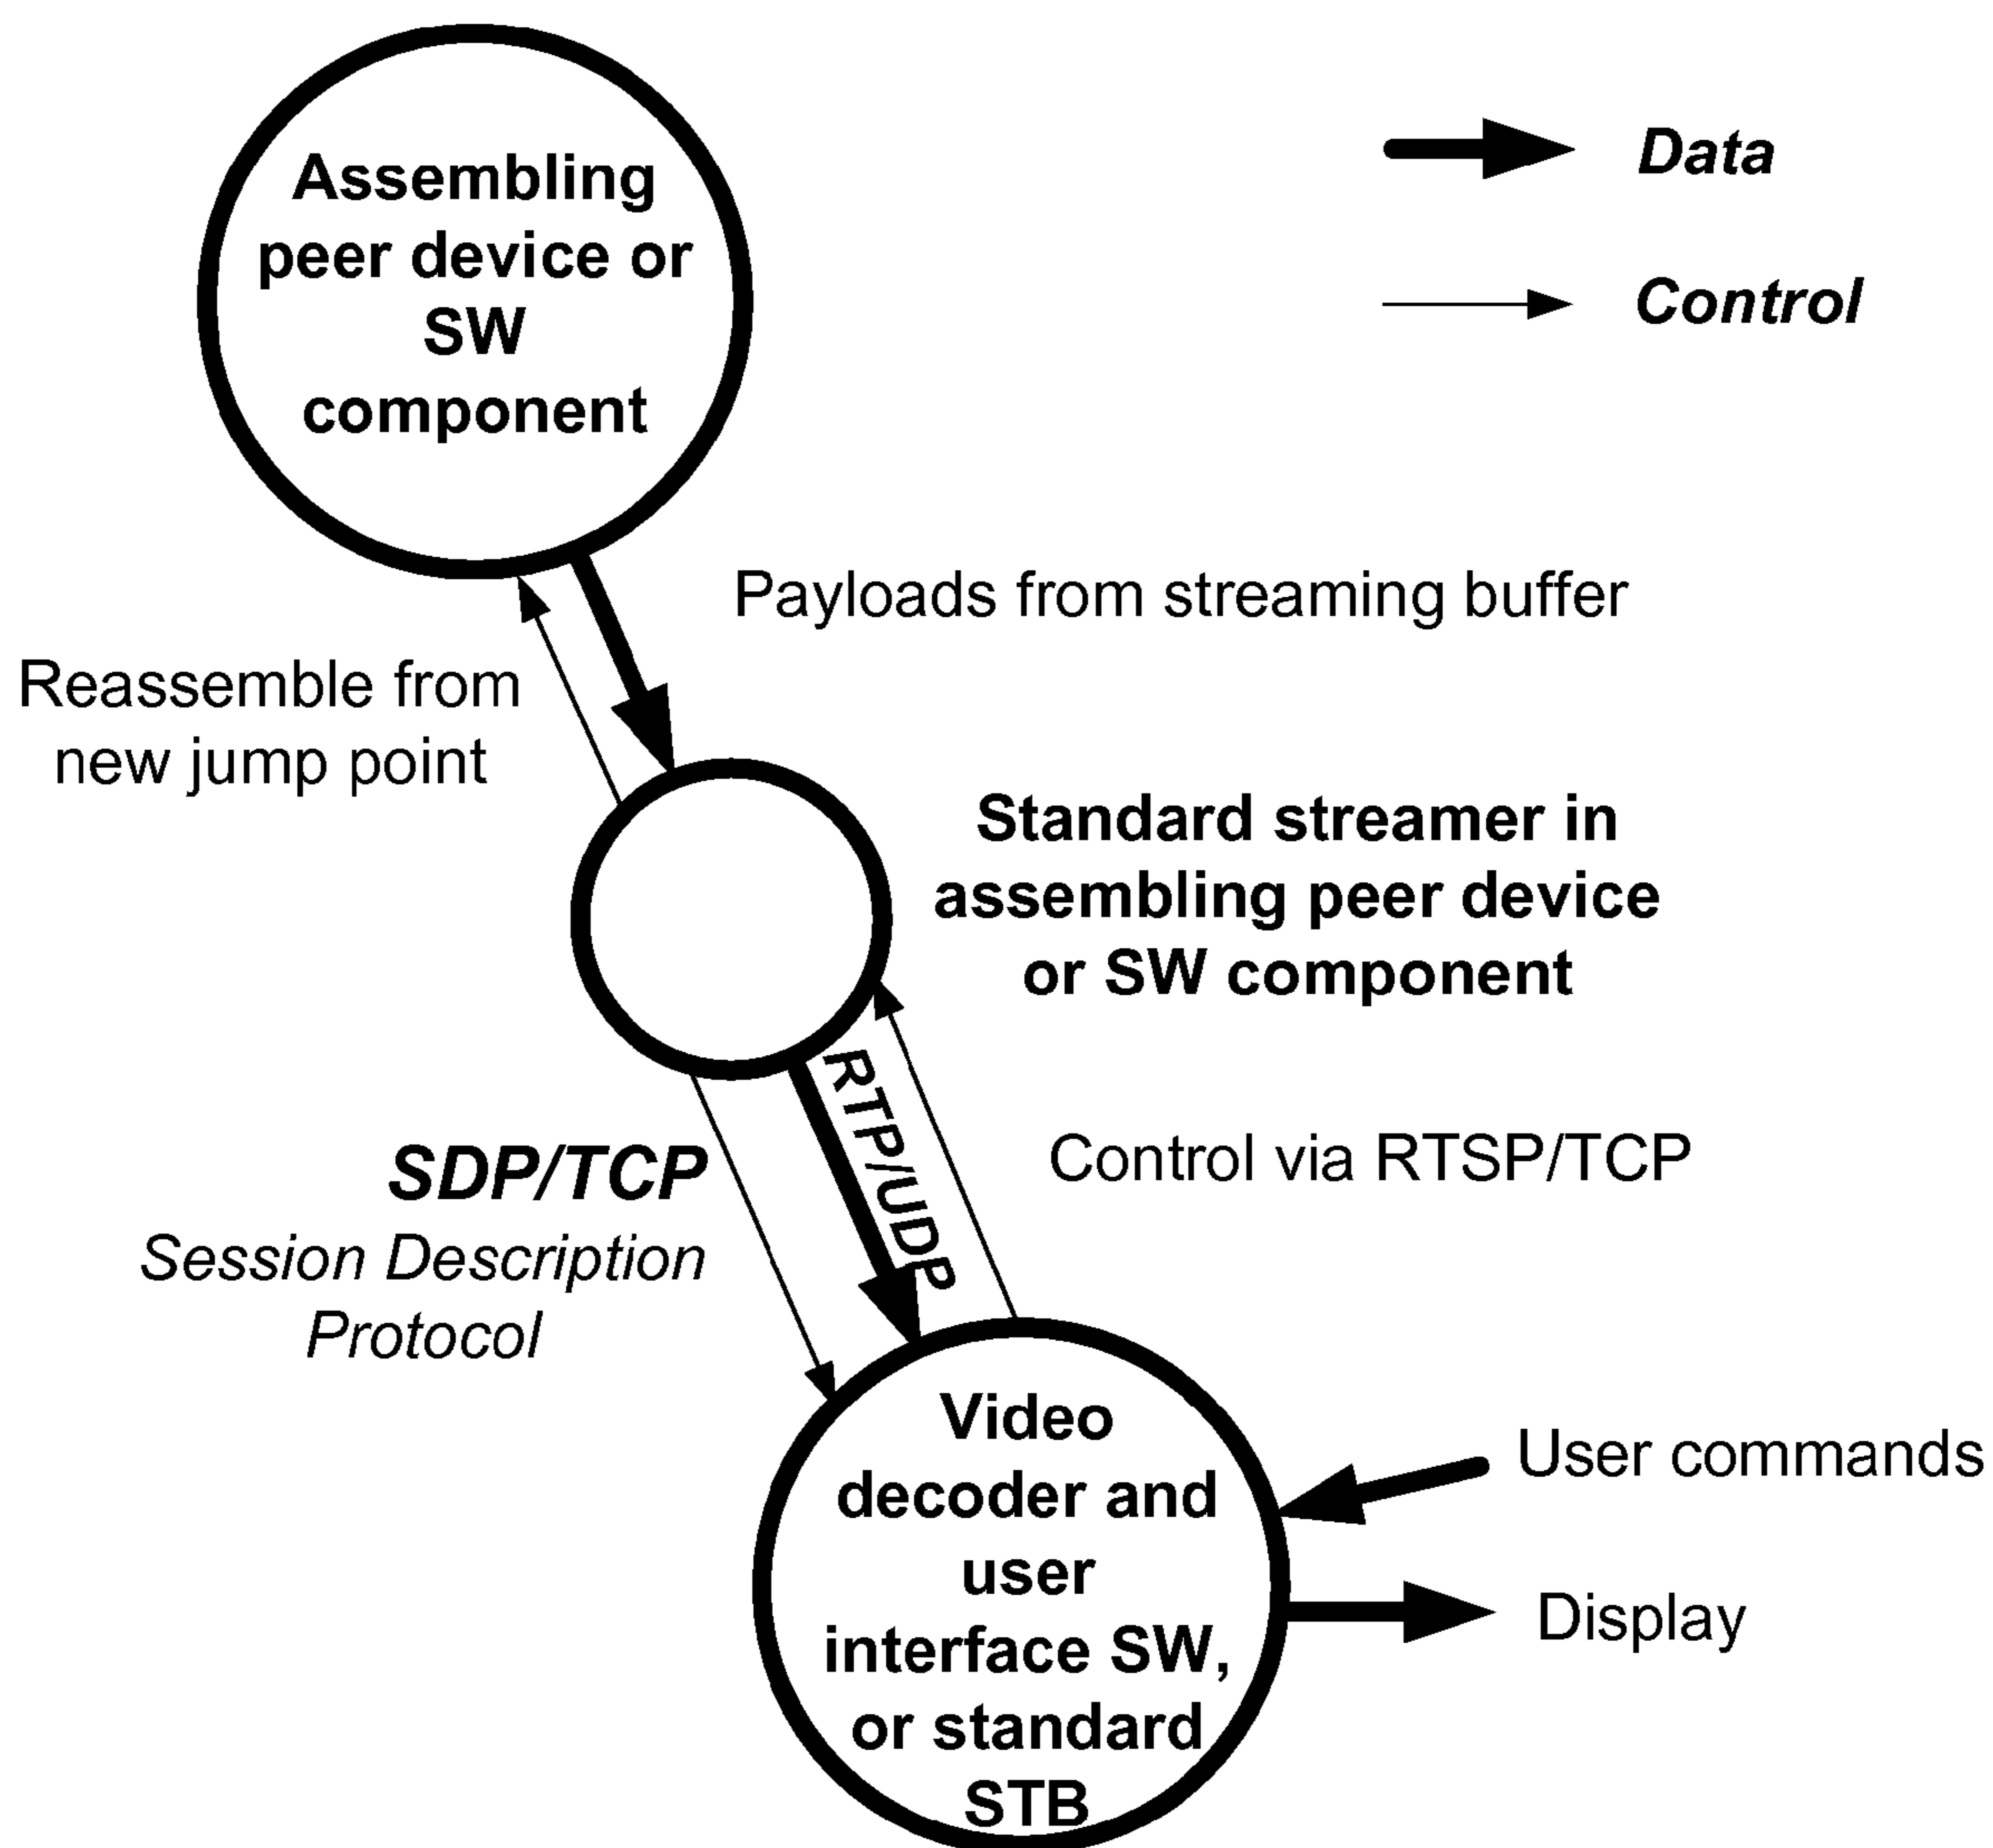 Assembling
peer device or
SW
component
Data
Control
Payloads from streaming buffer
Reassemble from
new jump point
Standard streamer in
assembling peer device
or SW component
RTP/UDP
SDP/TCP
Session Description
Protocol
Control via RTSP/TCP
Video
decoder and
user
interface SW,
or standard
STB
User commands
Display